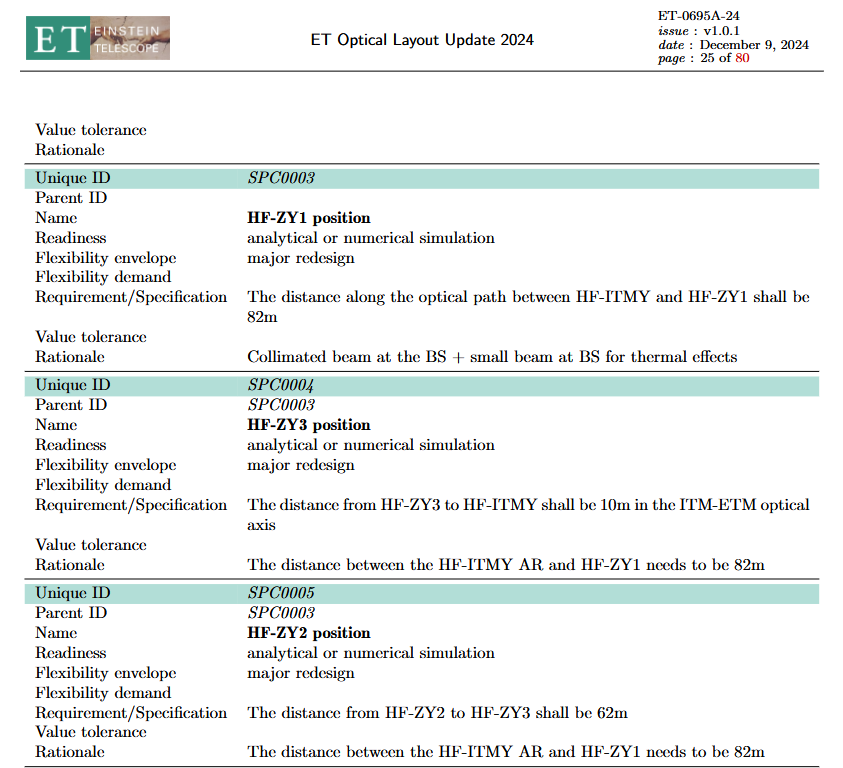 ET EINSTEIN TELESCOPE
ET Optical Layout Update 2024
ET-0695A-24
issue : v1.0.1
date : December 9, 2024
page : 25 of 80
Value tolerance
Rationale
Unique ID SPC0003
Parent ID
Name HF-ZY1 position
Readiness analytical or numerical simulation
Flexibility envelope major redesign
Flexibility demand
Requirement/Specification The distance along the optical path between HF-ITMY and HF-ZY1 shall be
82m
Value tolerance
Rationale Collimated beam at the BS + small beam at BS for thermal effects
Unique ID SPC0004
Parent ID SPC0003
Name HF-ZY3 position
Readiness analytical or numerical simulation
Flexibility envelope major redesign
Flexibility demand
Requirement/Specification The distance from HF-ZY3 to HF-ITMY shall be 10m in the ITM-ETM optical
axis
Value tolerance
Rationale The distance between the HF-ITMY AR and HF-ZY1 needs to be 82m
Unique ID SPC0005
Parent ID SPC0003
Name HF-ZY2 position
Readiness analytical or numerical simulation
Flexibility envelope major redesign
Flexibility demand
Requirement/Specification The distance from HF-ZY2 to HF-ZY3 shall be 62m
Value tolerance
Rationale The distance between the HF-ITMY AR and HF-ZY1 needs to be 82m